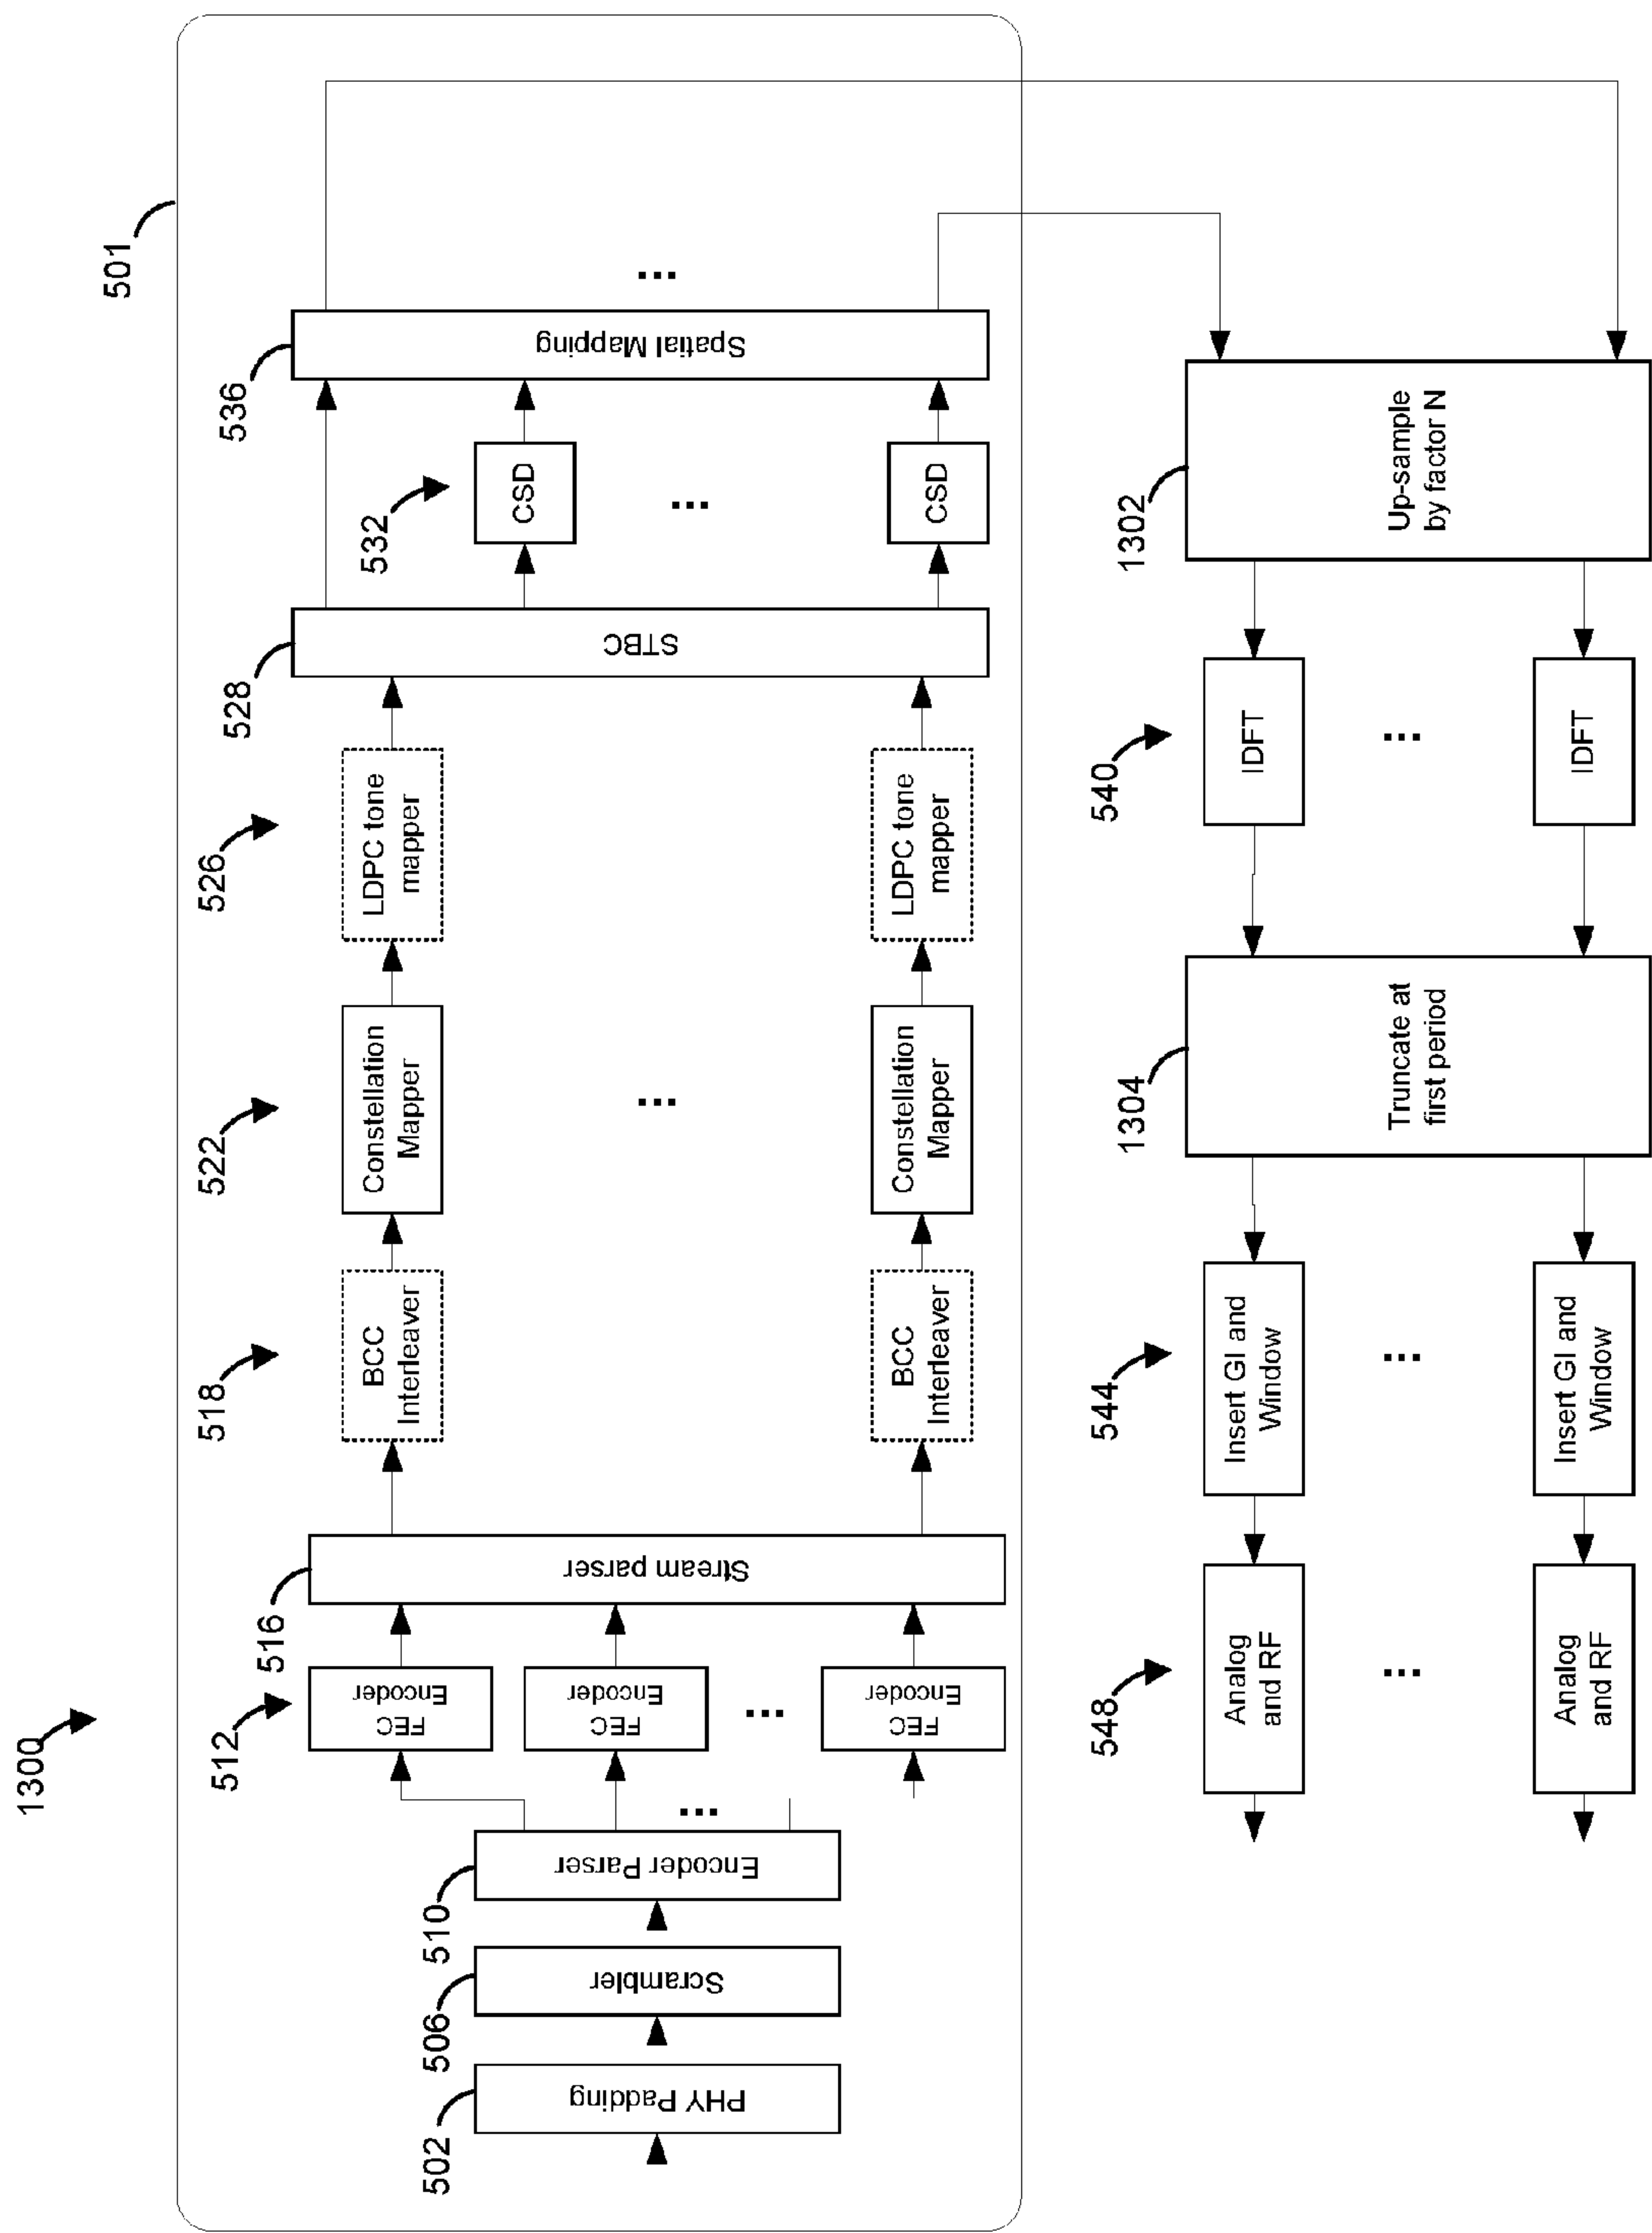 1300
501
502
PHY Padding
506
Scrambler
510
Encoder Parser
512
FEC
Encoder
FEC
Encoder
...
FEC
Encoder
...
516
Stream parser
518
BCC
Interleaver
BCC
Interleaver
522
Constellation
Mapper
...
Constellation
Mapper
526
LDPC tone
mapper
LDPC tone
mapper
528
STBC
532
CSD
...
CSD
536
Spatial Mapping
...
1302
Up-sample
by factor N
540
IDFT
...
IDFT
1304
Truncate at
first period
544
Insert GI and
Window
...
Insert GI and
Window
548
Analog
and RF
...
Analog
and RF